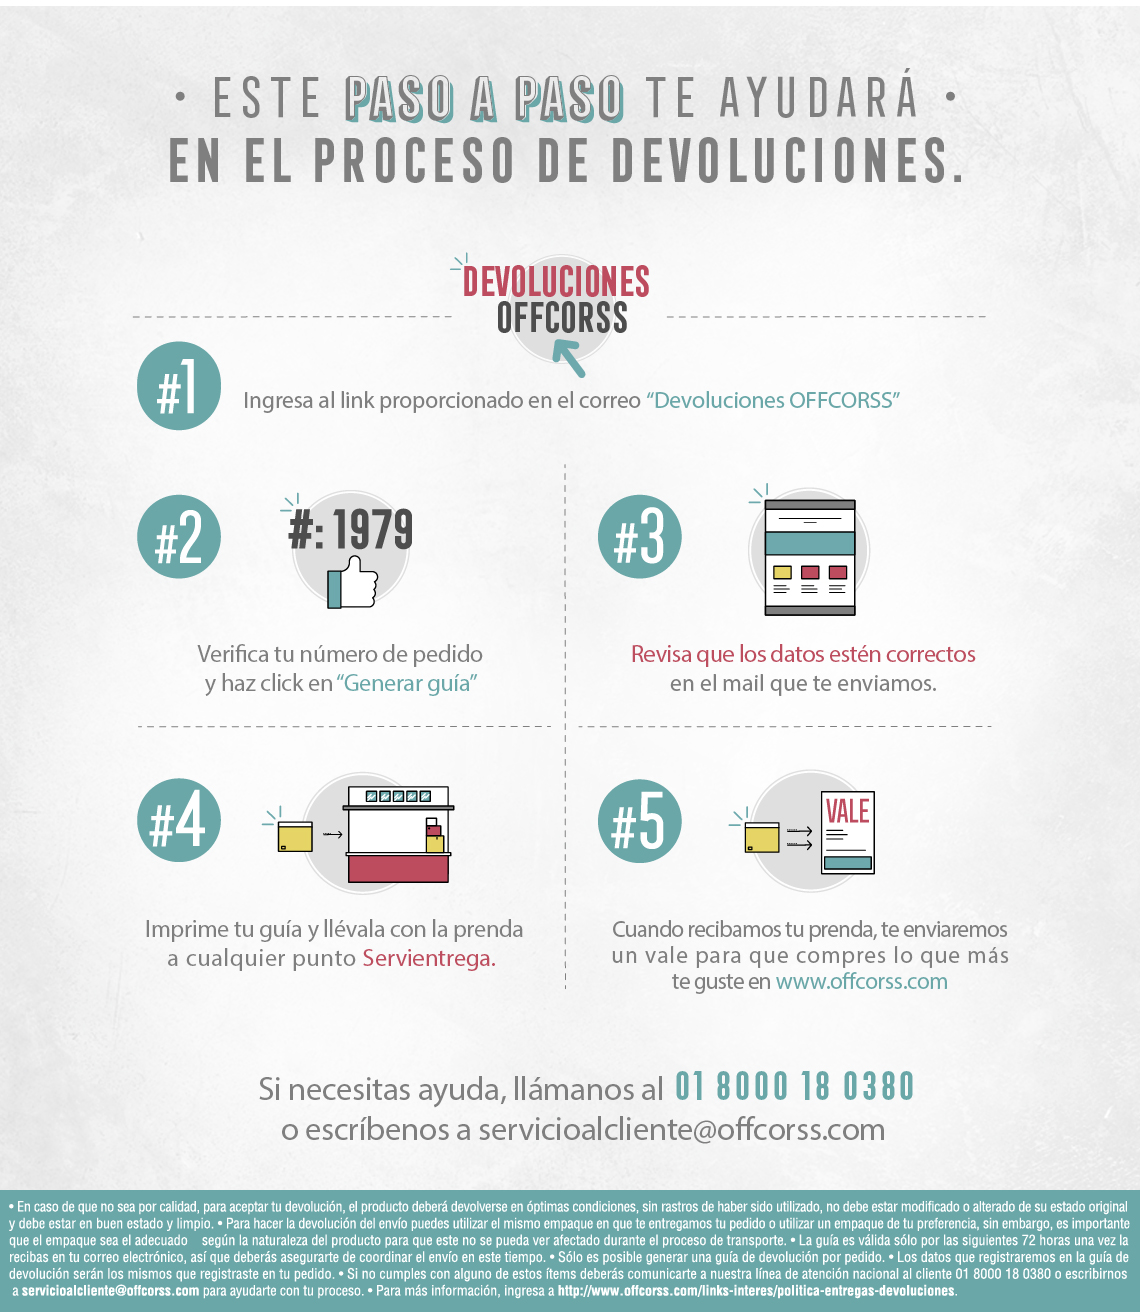 • ESTE PASO A PASO TE AYUDARÁ •
EN EL PROCESO DE DEVOLUCIONES.
DEVOLUCIONES
OFFCORSS
#1
Ingresa al link proporcionado en el correo “Devoluciones OFFCORSS”
#2
#: 1979
Verifica tu número de pedido
y haz click en “Generar guía”
#3
Revisa que los datos estén correctos
en el mail que te enviamos.
#4
Imprime tu guía y llévala con la prenda
a cualquier punto Servientrega.
#5
VALE
Cuando recibamos tu prenda, te enviaremos
un vale para que compres lo que más
te guste en www.offcorss.com
Si necesitas ayuda, llámanos al 01 8000 18 0380
o escríbenos a servicioalcliente@offcorss.com
• En caso de que no sea por calidad, para aceptar tu devolución, el producto deberá devolverse en óptimas condiciones, sin rastros de haber sido utilizado, no debe estar modificado o alterado de su estado original
y debe estar en buen estado y limpio. • Para hacer la devolución del envío puedes utilizar el mismo empaque en que te entregamos tu pedido o utilizar un empaque de tu preferencia, sin embargo, es importante
que el empaque sea el adecuado según la naturaleza del producto para que este no se pueda ver afectado durante el proceso de transporte. • La guía es válida sólo por las siguientes 72 horas una vez la
recibas en tu correo electrónico, así que deberás asegurarte de coordinar el envío en este tiempo. • Sólo es posible generar una guía de devolución por pedido. • Los datos que registraremos en la guía de
devolución serán los mismos que registraste en tu pedido. • Si no cumples con alguno de estos ítems deberás comunicarte a nuestra línea de atención nacional al cliente 01 8000 18 0380 o escribirnos
a servicioalcliente@offcorss.com para ayudarte con tu proceso. • Para más información, ingresa a http://www.offcorss.com/links-interes/politica-entregas-devoluciones.